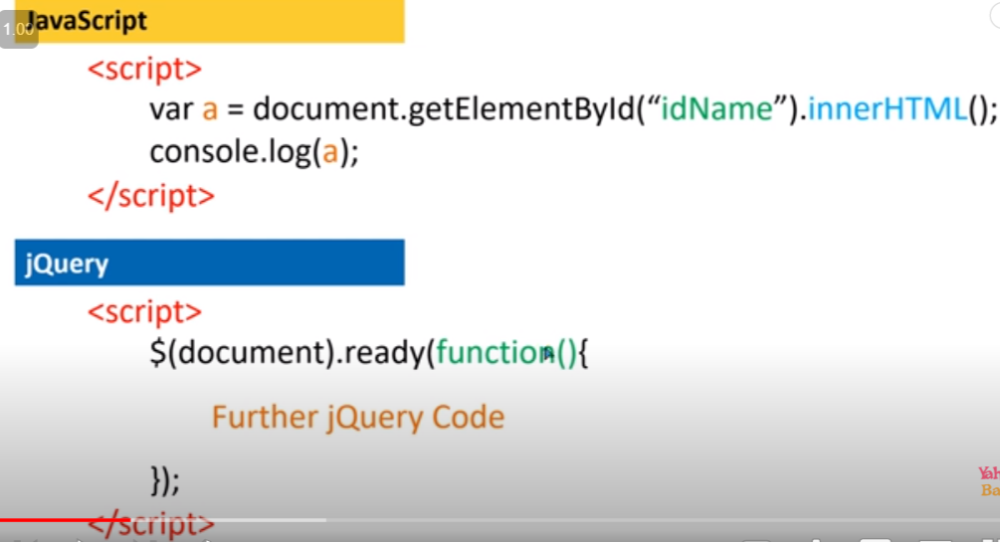 1.00
JavaScript
<script>
var a = document.getElementById(“idName”).innerHTML();
console.log(a);
</script>
jQuery
<script>
$(document).ready(function(){
Further jQuery Code
});
</script>
Yah
Ba